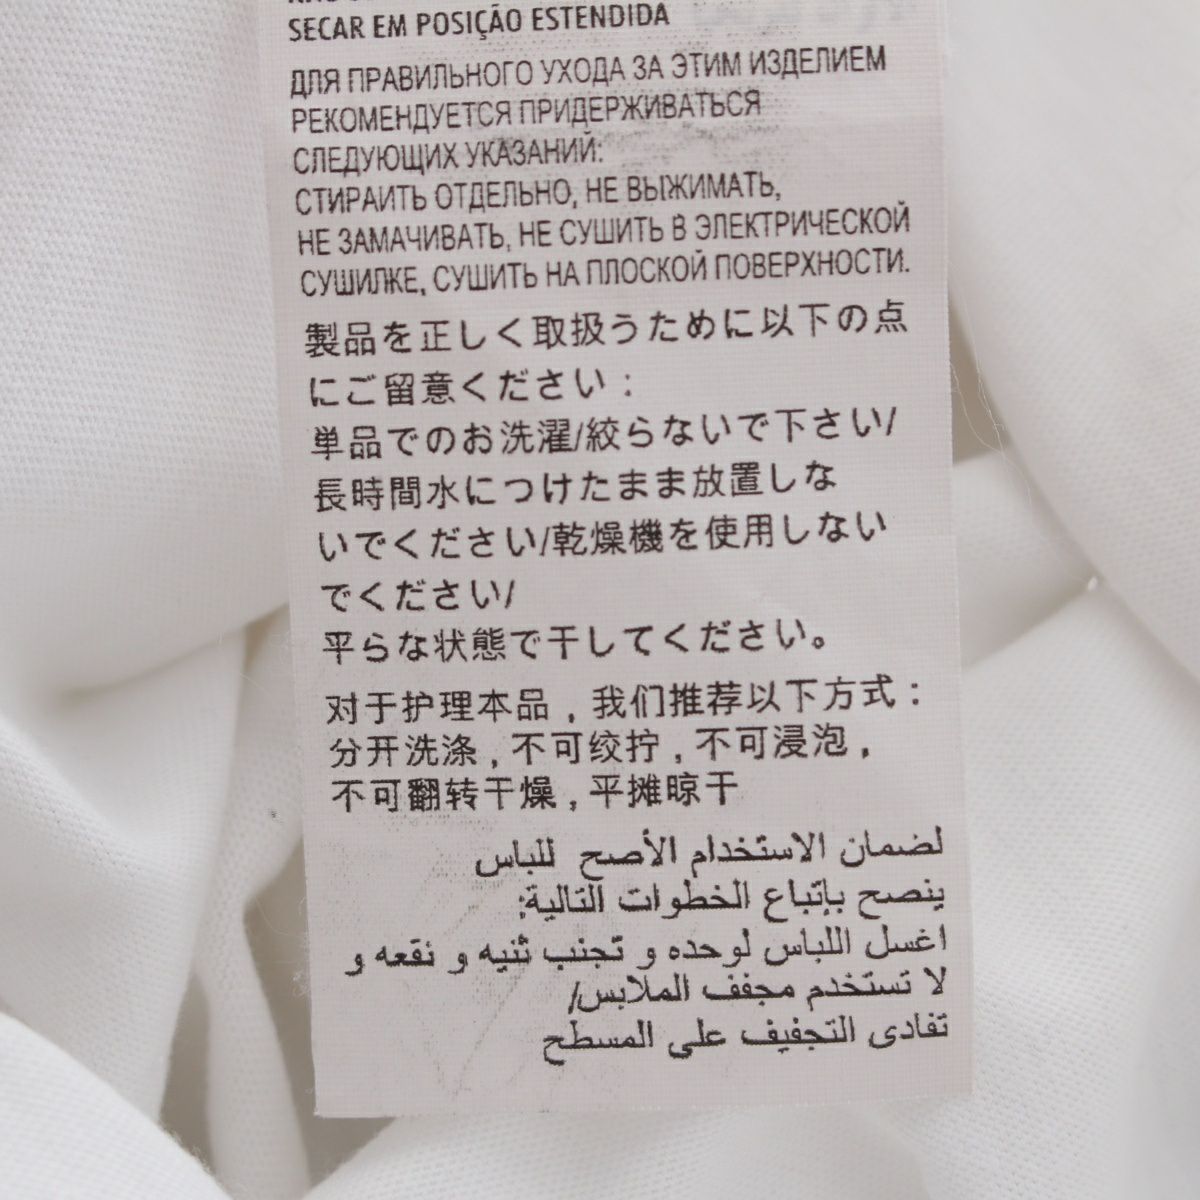 SECAR EM POSIÇÃO ESTENDIDA
ДЛЯ ПРАВИЛЬНОГО УХОДА ЗА ЭТИМ ИЗДЕЛИЕМ
РЕКОМЕНДУЕТСЯ ПРИДЕРЖИВАТЬСЯ
СЛЕДУЮЩИХ УКАЗАНИЙ:
СТИРАИТЬ ОТДЕЛЬНО, НЕ ВЫЖИМАТЬ,
НЕ ЗАМАЧИВАТЬ, НЕ СУШИТЬ В ЭЛЕКТРИЧЕСКОЙ
СУШИЛКЕ, СУШИТЬ НА ПЛОСКОЙ ПОВЕРХНОСТИ.
製品を正しく取扱うために以下の点
にご留意ください:
単品でのお洗濯/絞らないで下さい/
長時間水につけたまま放置しな
いでください/乾燥機を使用しない
でください/
平らな状態で干してください。
对于护理本品，我们推荐以下方式：
分开洗涤，不可绞拧，不可浸泡，
不可翻转干燥，平摊晾干
لضمان الاستخدام الأصح للباس
ينصح بإتباع الخطوات التالية:
اغسل اللباس لوحده و تجنب ثنيه و نقعه و
لا تستخدم مجفف الملابس/
تفادى التجفيف على المسطح